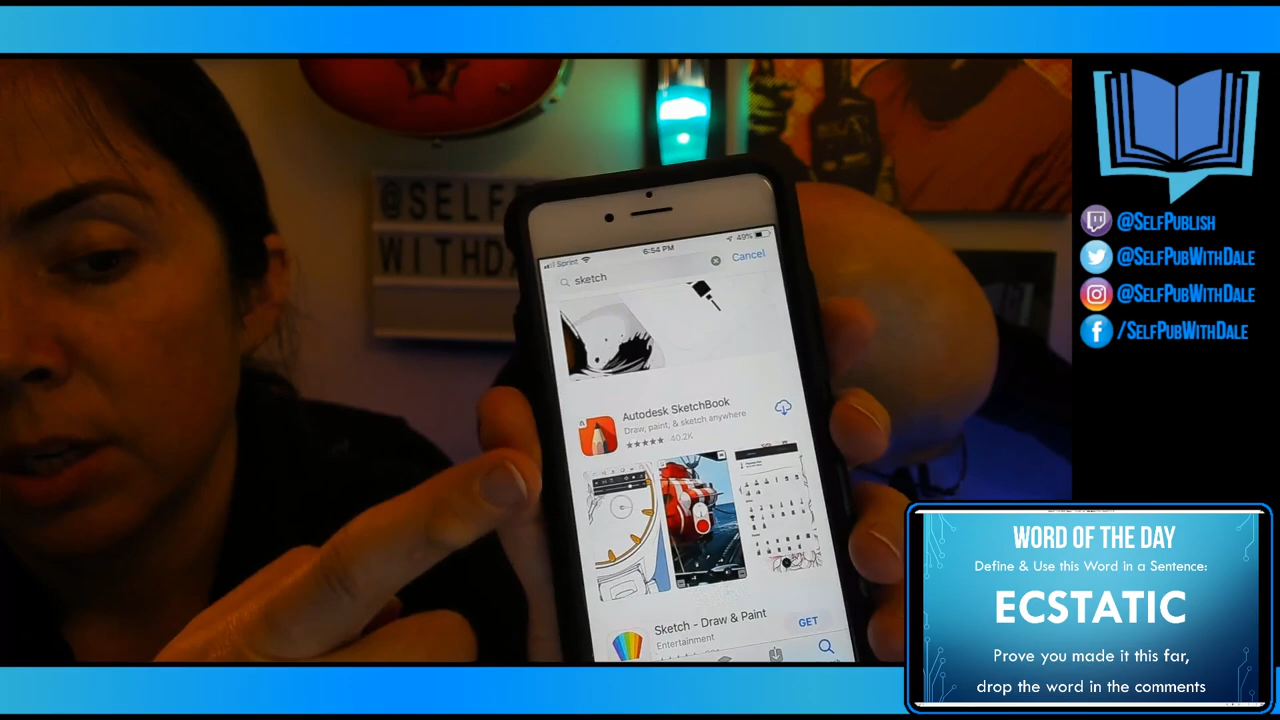 @SELF
WITHD
Sprint
6:54 PM
49%
sketch
Cancel
Autodesk SketchBook
Draw, paint, & sketch anywhere
40.2K
Sketch - Draw & Paint
GET
Entertainment
@SELFPUBLISH
@SELFPUBWITHDALE
@SELFPUBWITHDALE
/SELFPUBWITHDALE
WORD OF THE DAY
Define & Use this Word in a Sentence:
ECSTATIC
Prove you made it this far,
drop the word in the comments